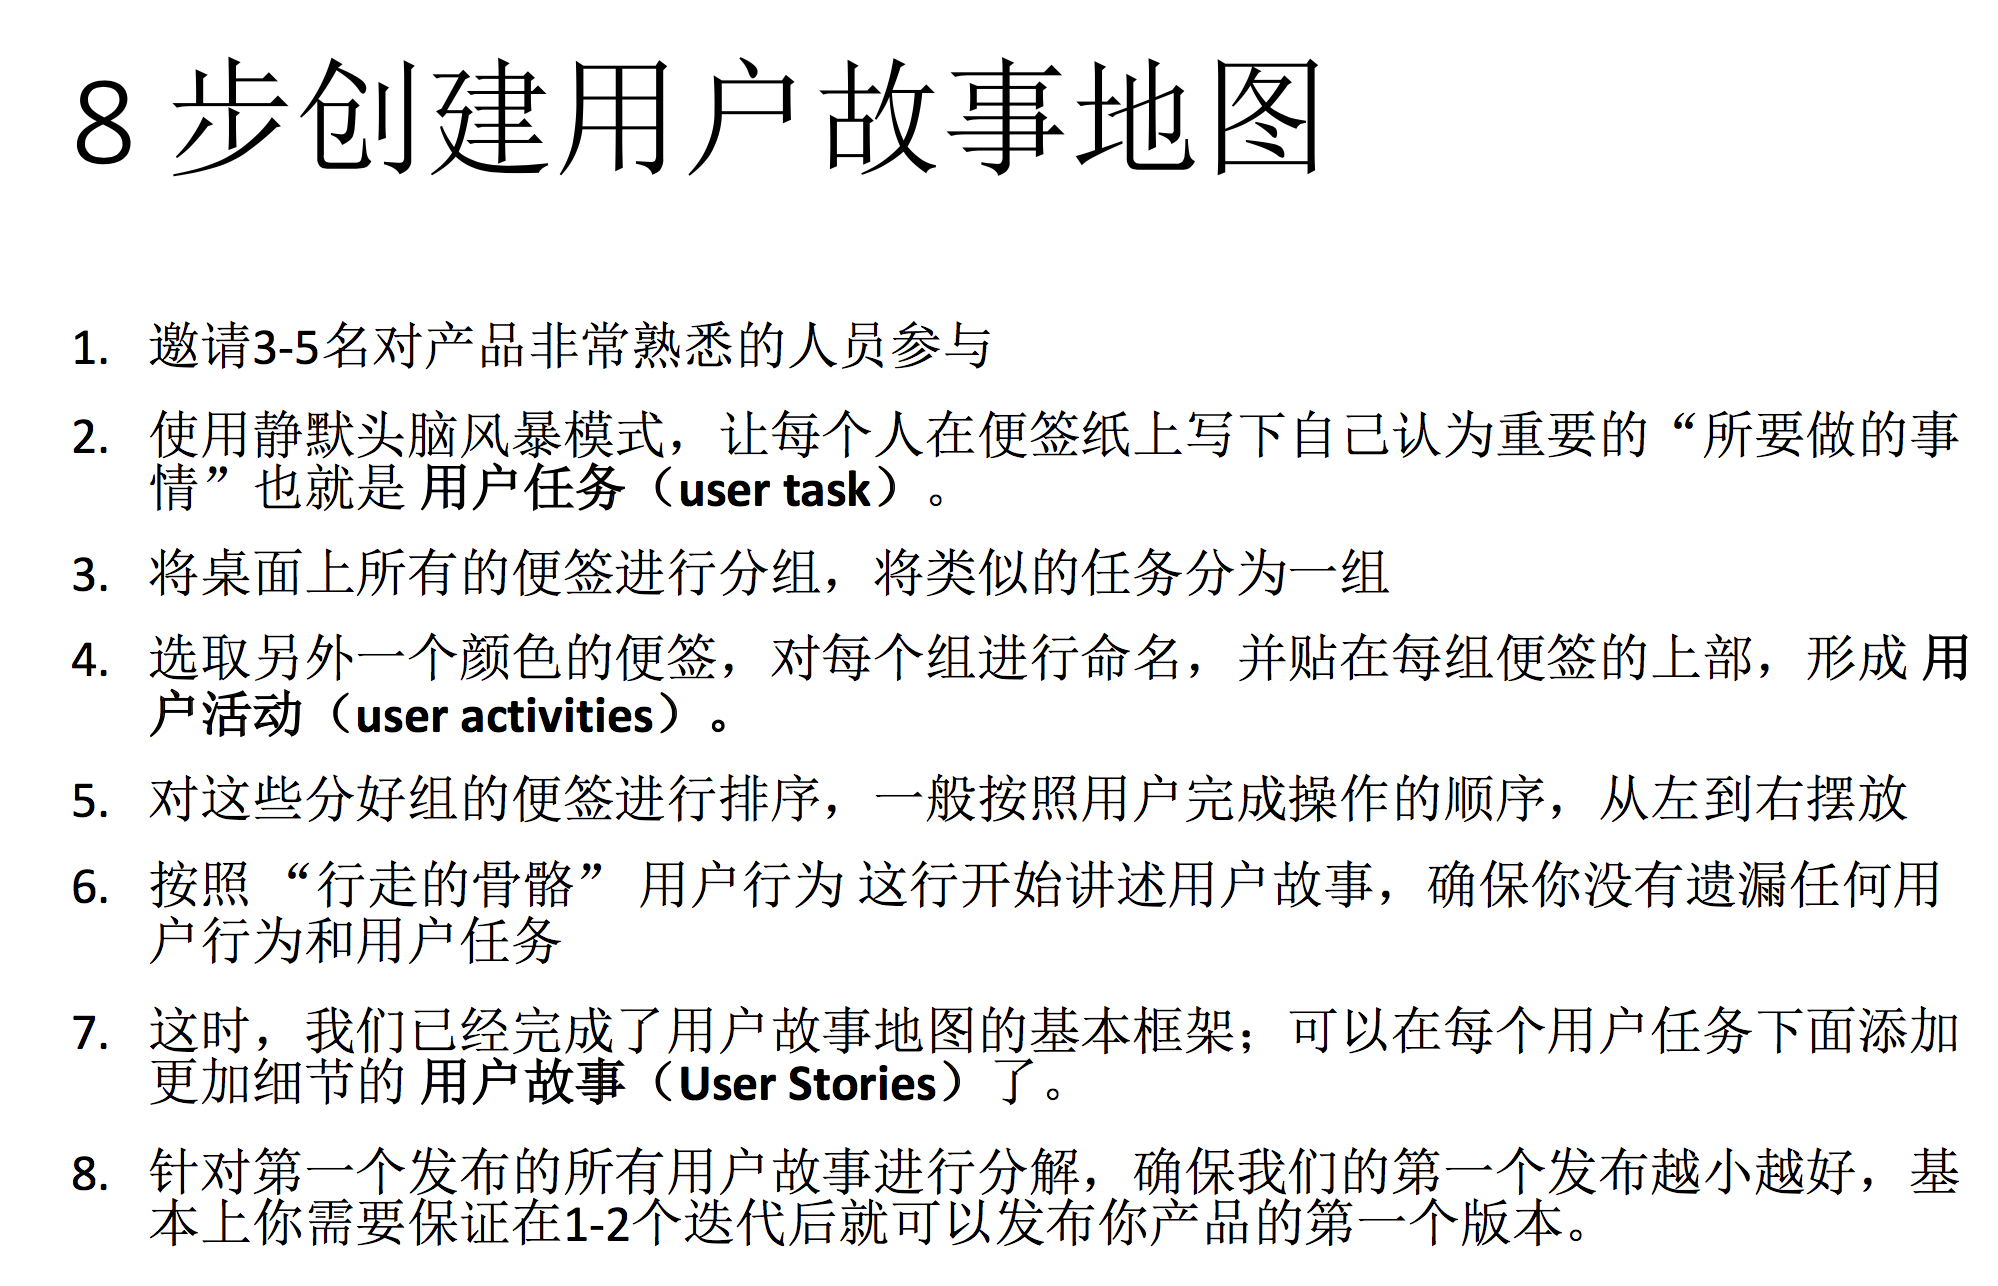 8 步创建用户故事地图
1. 邀请3-5名对产品非常熟悉的人员参与
2. 使用静默头脑风暴模式，让每个人在便签纸上写下自己认为重要的“所要做的事
情”也就是 用户任务（user task）。
3. 将桌面上所有的便签进行分组，将类似的任务分为一组
4. 选取另外一个颜色的便签，对每个组进行命名，并贴在每组便签的上部，形成 用
户活动（user activities）。
5. 对这些分好组的便签进行排序，一般按照用户完成操作的顺序，从左到右摆放
6. 按照 “行走的骨骼” 用户行为 这行开始讲述用户故事，确保你没有遗漏任何用
户行为和用户任务
7. 这时，我们已经完成了用户故事地图的基本框架；可以在每个用户任务下面添加
更加细节的 用户故事（User Stories）了。
8. 针对第一个发布的所有用户故事进行分解，确保我们的第一个发布越小越好，基
本上你需要保证在1-2个迭代后就可以发布你产品的第一个版本。